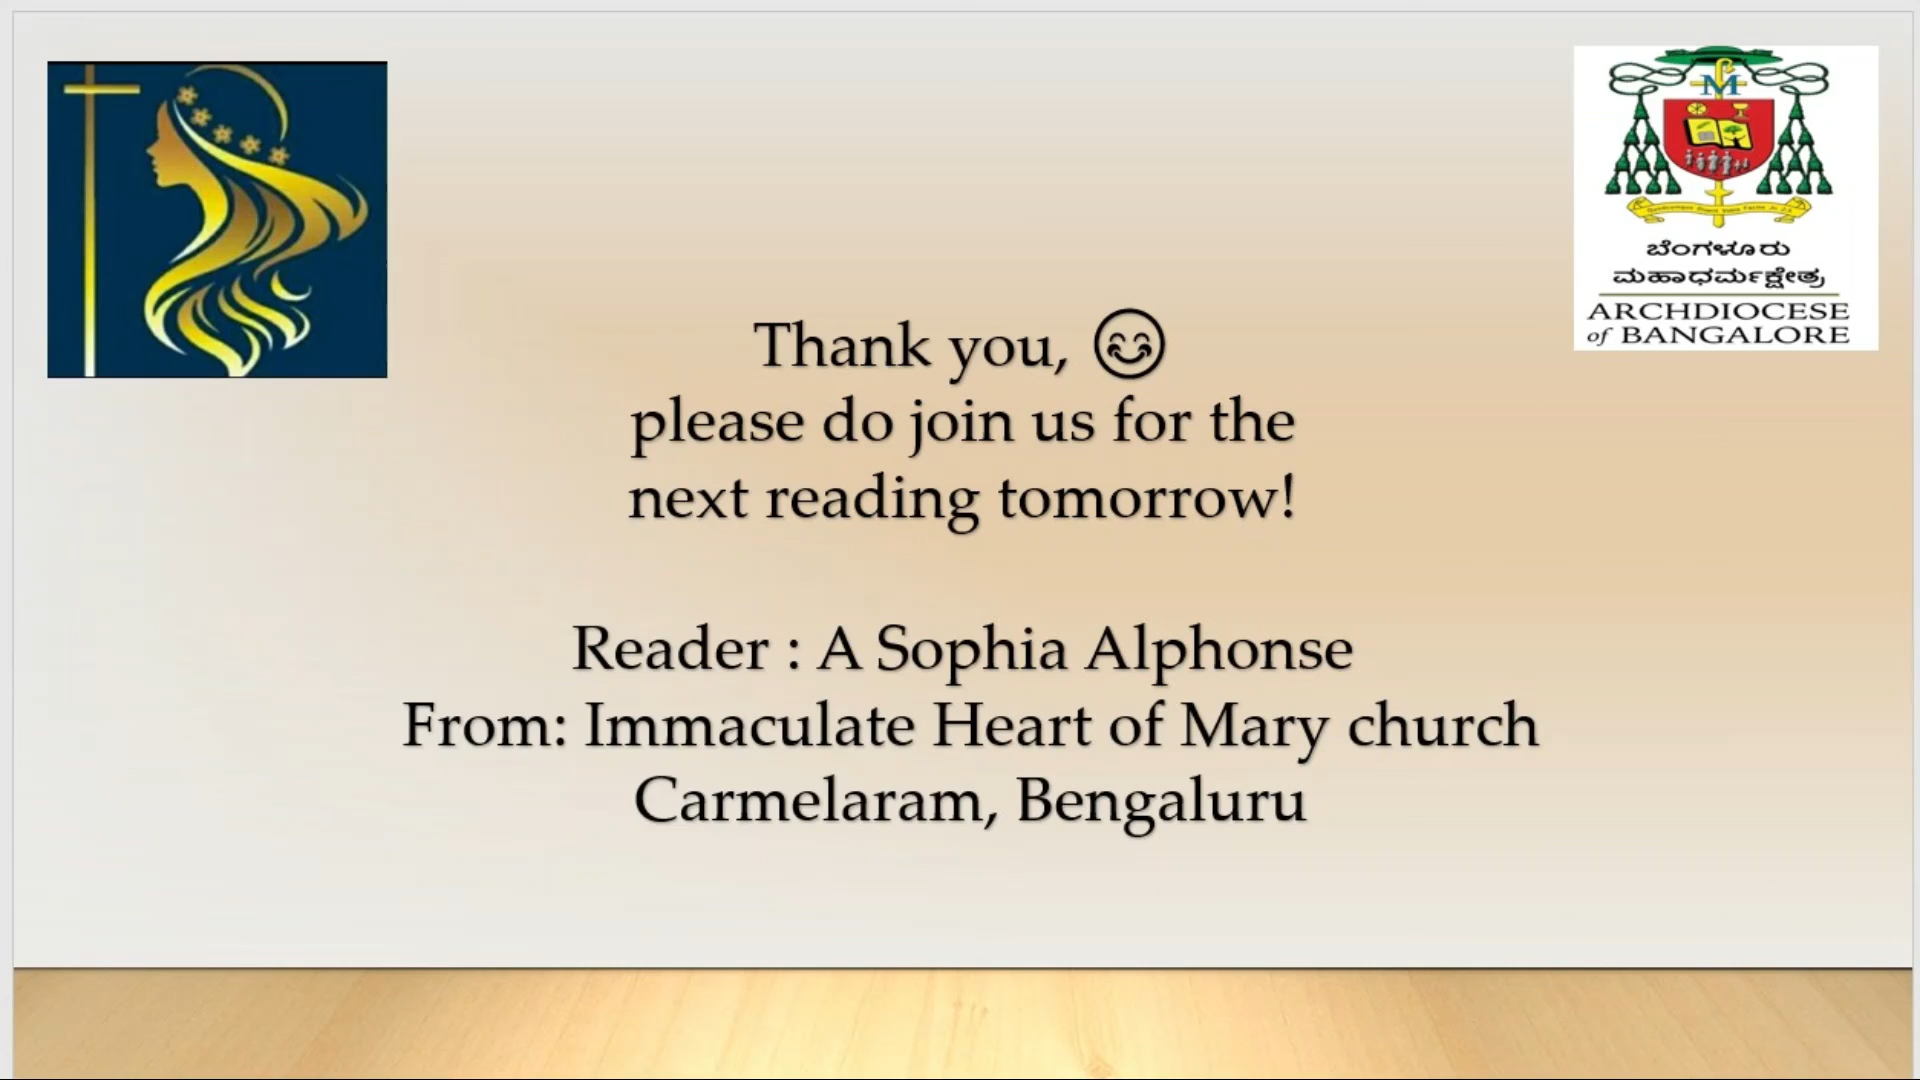 M
ಬೆಂಗಳೂರು
ಮಹಾಧರ್ಮಕ್ಷೇತ್ರ
ARCHDIOCESE
of BANGALORE
Thank you, 😊
please do join us for the
next reading tomorrow!
Reader : A Sophia Alphonse
From: Immaculate Heart of Mary church
Carmelaram, Bengaluru